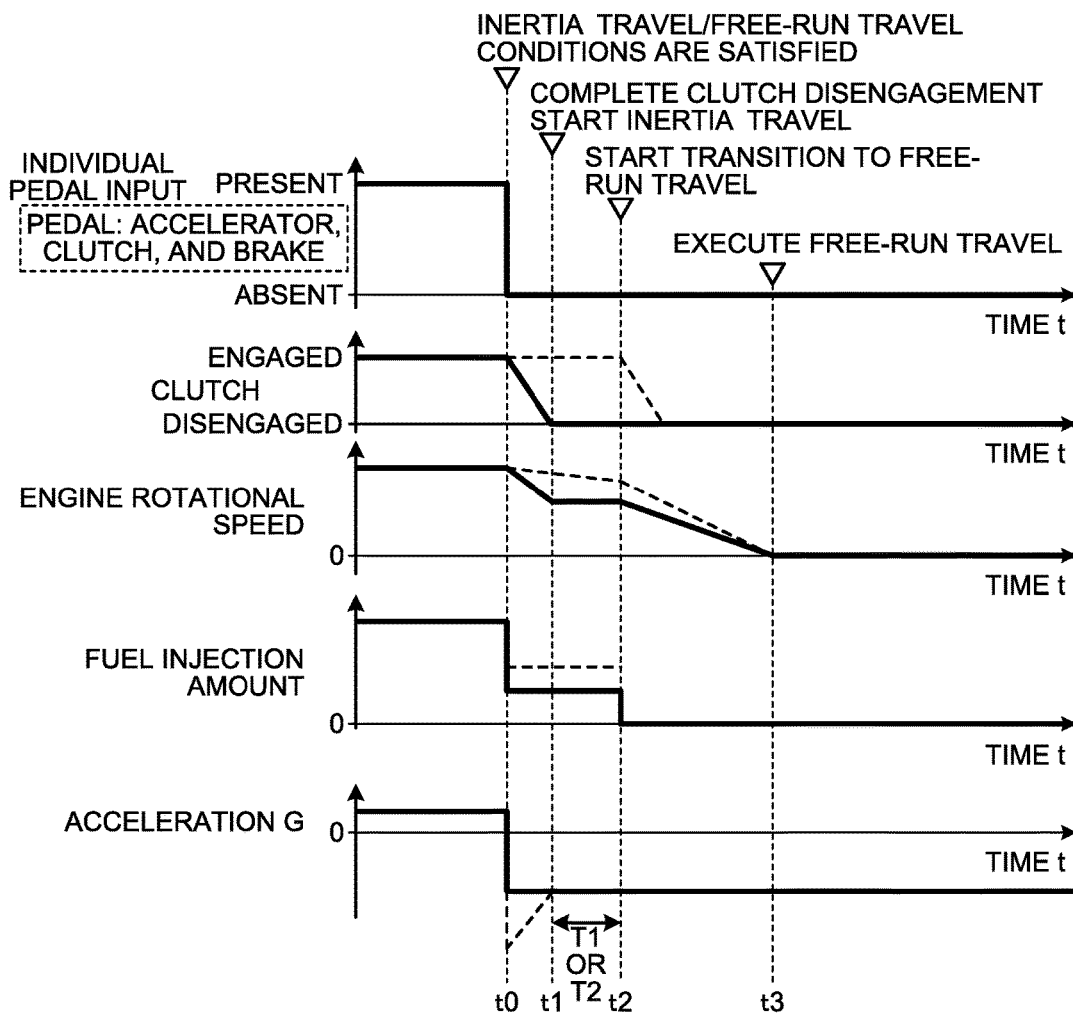 INERTIA TRAVEL/FREE-RUN TRAVEL
CONDITIONS ARE SATISFIED
COMPLETE CLUTCH DISENGAGEMENT
START INERTIA TRAVEL
START TRANSITION TO FREE-
RUN TRAVEL
EXECUTE FREE-RUN TRAVEL
INDIVIDUAL
PEDAL INPUT
PRESENT
PEDAL: ACCELERATOR,
CLUTCH, AND BRAKE
ABSENT
TIME t
ENGAGED
CLUTCH
DISENGAGED
TIME t
ENGINE ROTATIONAL
SPEED
0
TIME t
FUEL INJECTION
AMOUNT
0
TIME t
ACCELERATION G
0
TIME t
T1
OR
T2
t0
t1
t2
t3